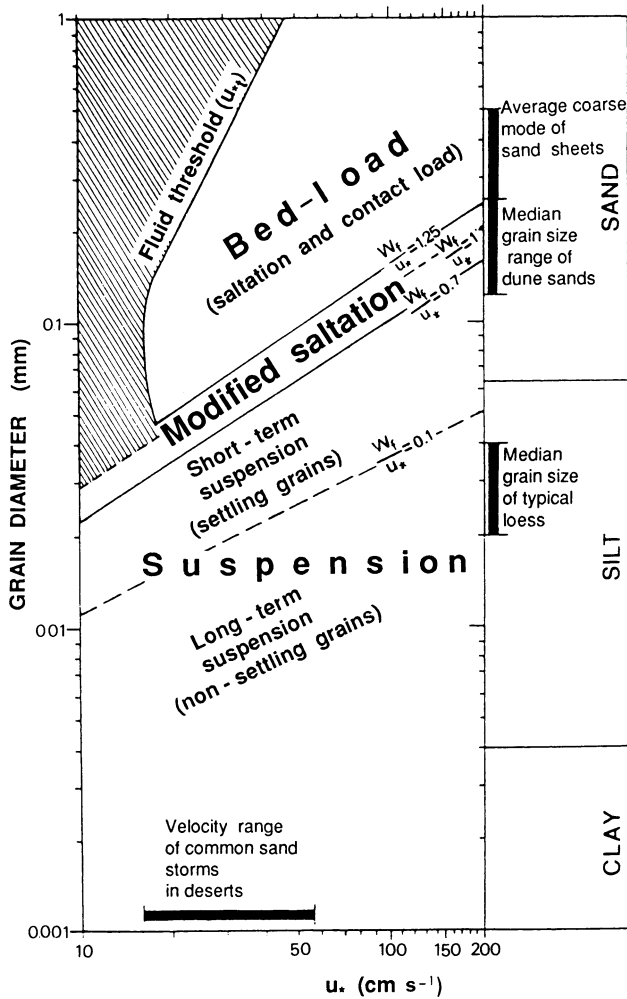 1
01
0.01
0.001
GRAIN DIAMETER (mm)
Fluid threshold (u*t)
Bed-load
(saltation and contact load)
Wf/u* = 1.25
Wf/u* = 1
Wf/u* = 0.7
Modified saltation
Short-term
suspension
(settling grains)
Wf/u* = 0.1
Suspension
Long-term
suspension
(non-settling grains)
Velocity range
of common sand
storms
in deserts
10
50
100
150
200
u* (cm s-1)
Average coarse
mode of
sand sheets
Median
grain size
range of
dune sands
SAND
Median
grain size
of typical
loess
SILT
CLAY